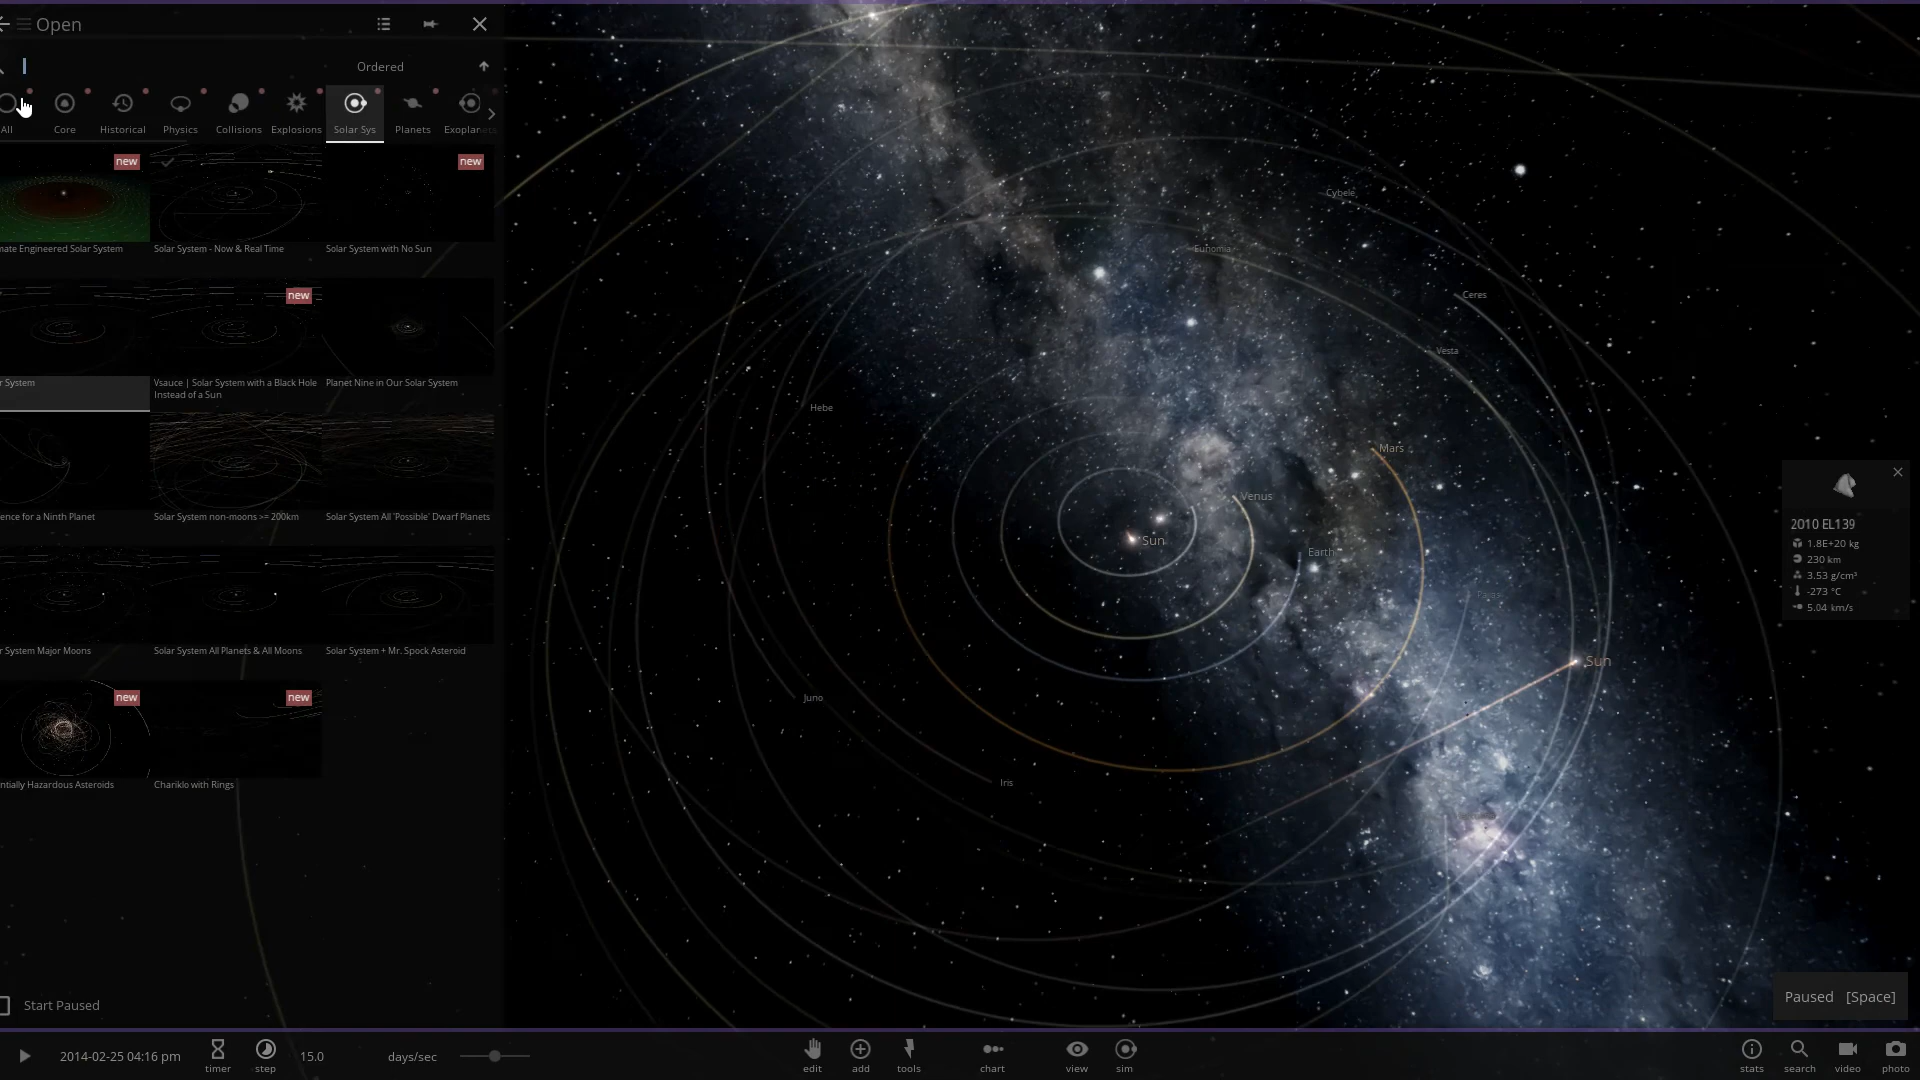 Open
Ordered
All
Core
Historical
Physics
Collisions
Explosions
Solar Sys
Planets
Exoplanets
new
new
mate Engineered Solar System
Solar System - Now & Real Time
Solar System with No Sun
new
r System
Vsauce | Solar System with a Black Hole
Instead of a Sun
Planet Nine in Our Solar System
ence for a Ninth Planet
Solar System non-moons >= 200km
Solar System All 'Possible' Dwarf Planets
r System Major Moons
Solar System All Planets & All Moons
Solar System + Mr. Spock Asteroid
new
new
ntially Hazardous Asteroids
Chariklo with Rings
Start Paused
Cybele
Eunomia
Ceres
Vesta
Hebe
Mars
Venus
Sun
Earth
Sun
Juno
Iris
2010 EL139
1.8E+20 kg
230 km
3.53 g/cm³
-273 °C
5.04 km/s
Paused [Space]
2014-02-25 04:16 pm
timer
step
15.0
days/sec
edit
add
tools
chart
view
sim
stats
search
video
photo